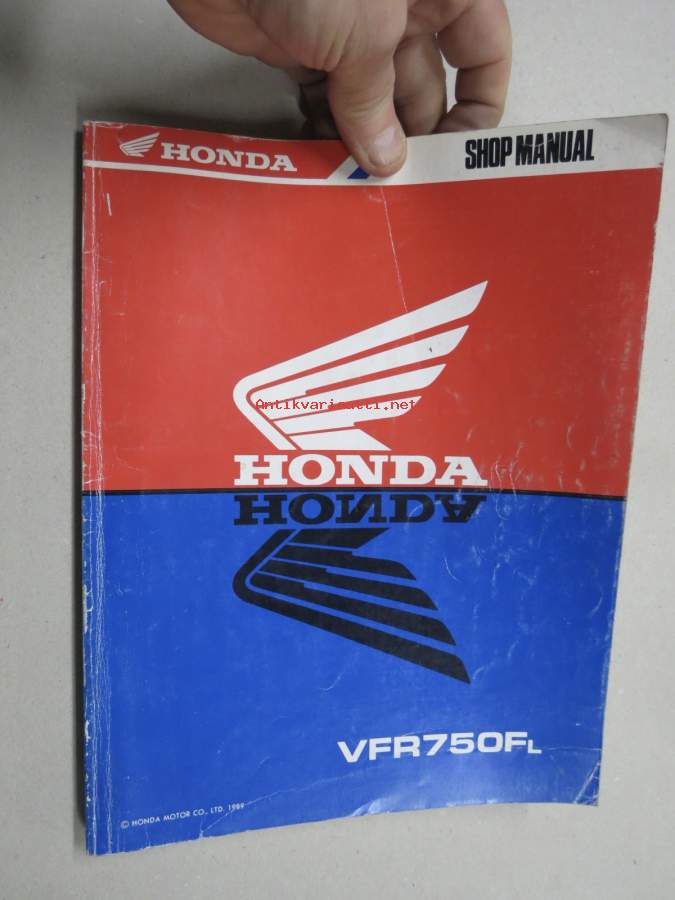 HONDA
SHOP MANUAL
Antikvariaatti.net
HONDA
HONDA
VFR750FL
© HONDA MOTOR CO., LTD. 1989